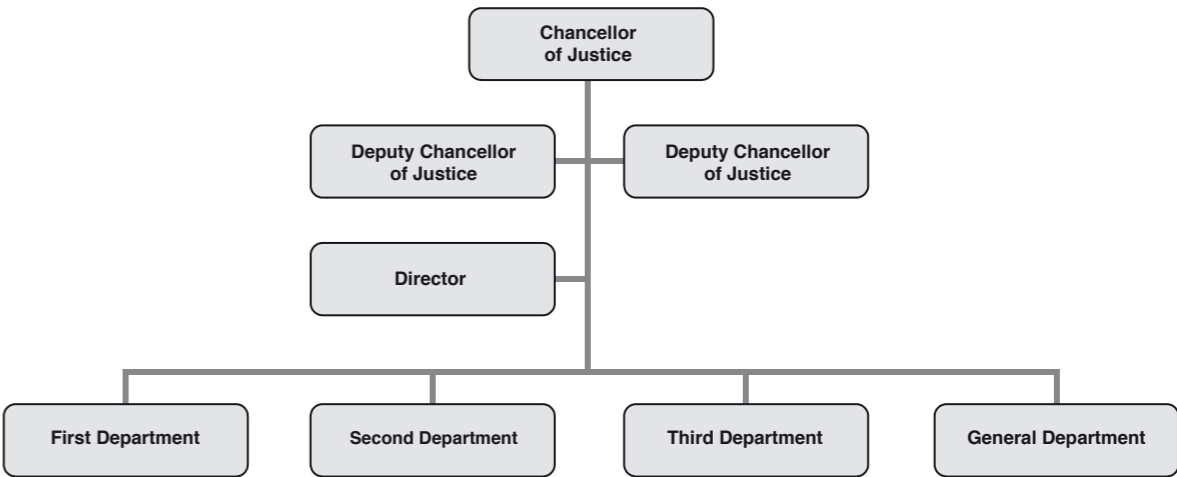 Chancellor
of Justice
Deputy Chancellor
of Justice
Deputy Chancellor
of Justice
Director
First Department
Second Department
Third Department
General Department